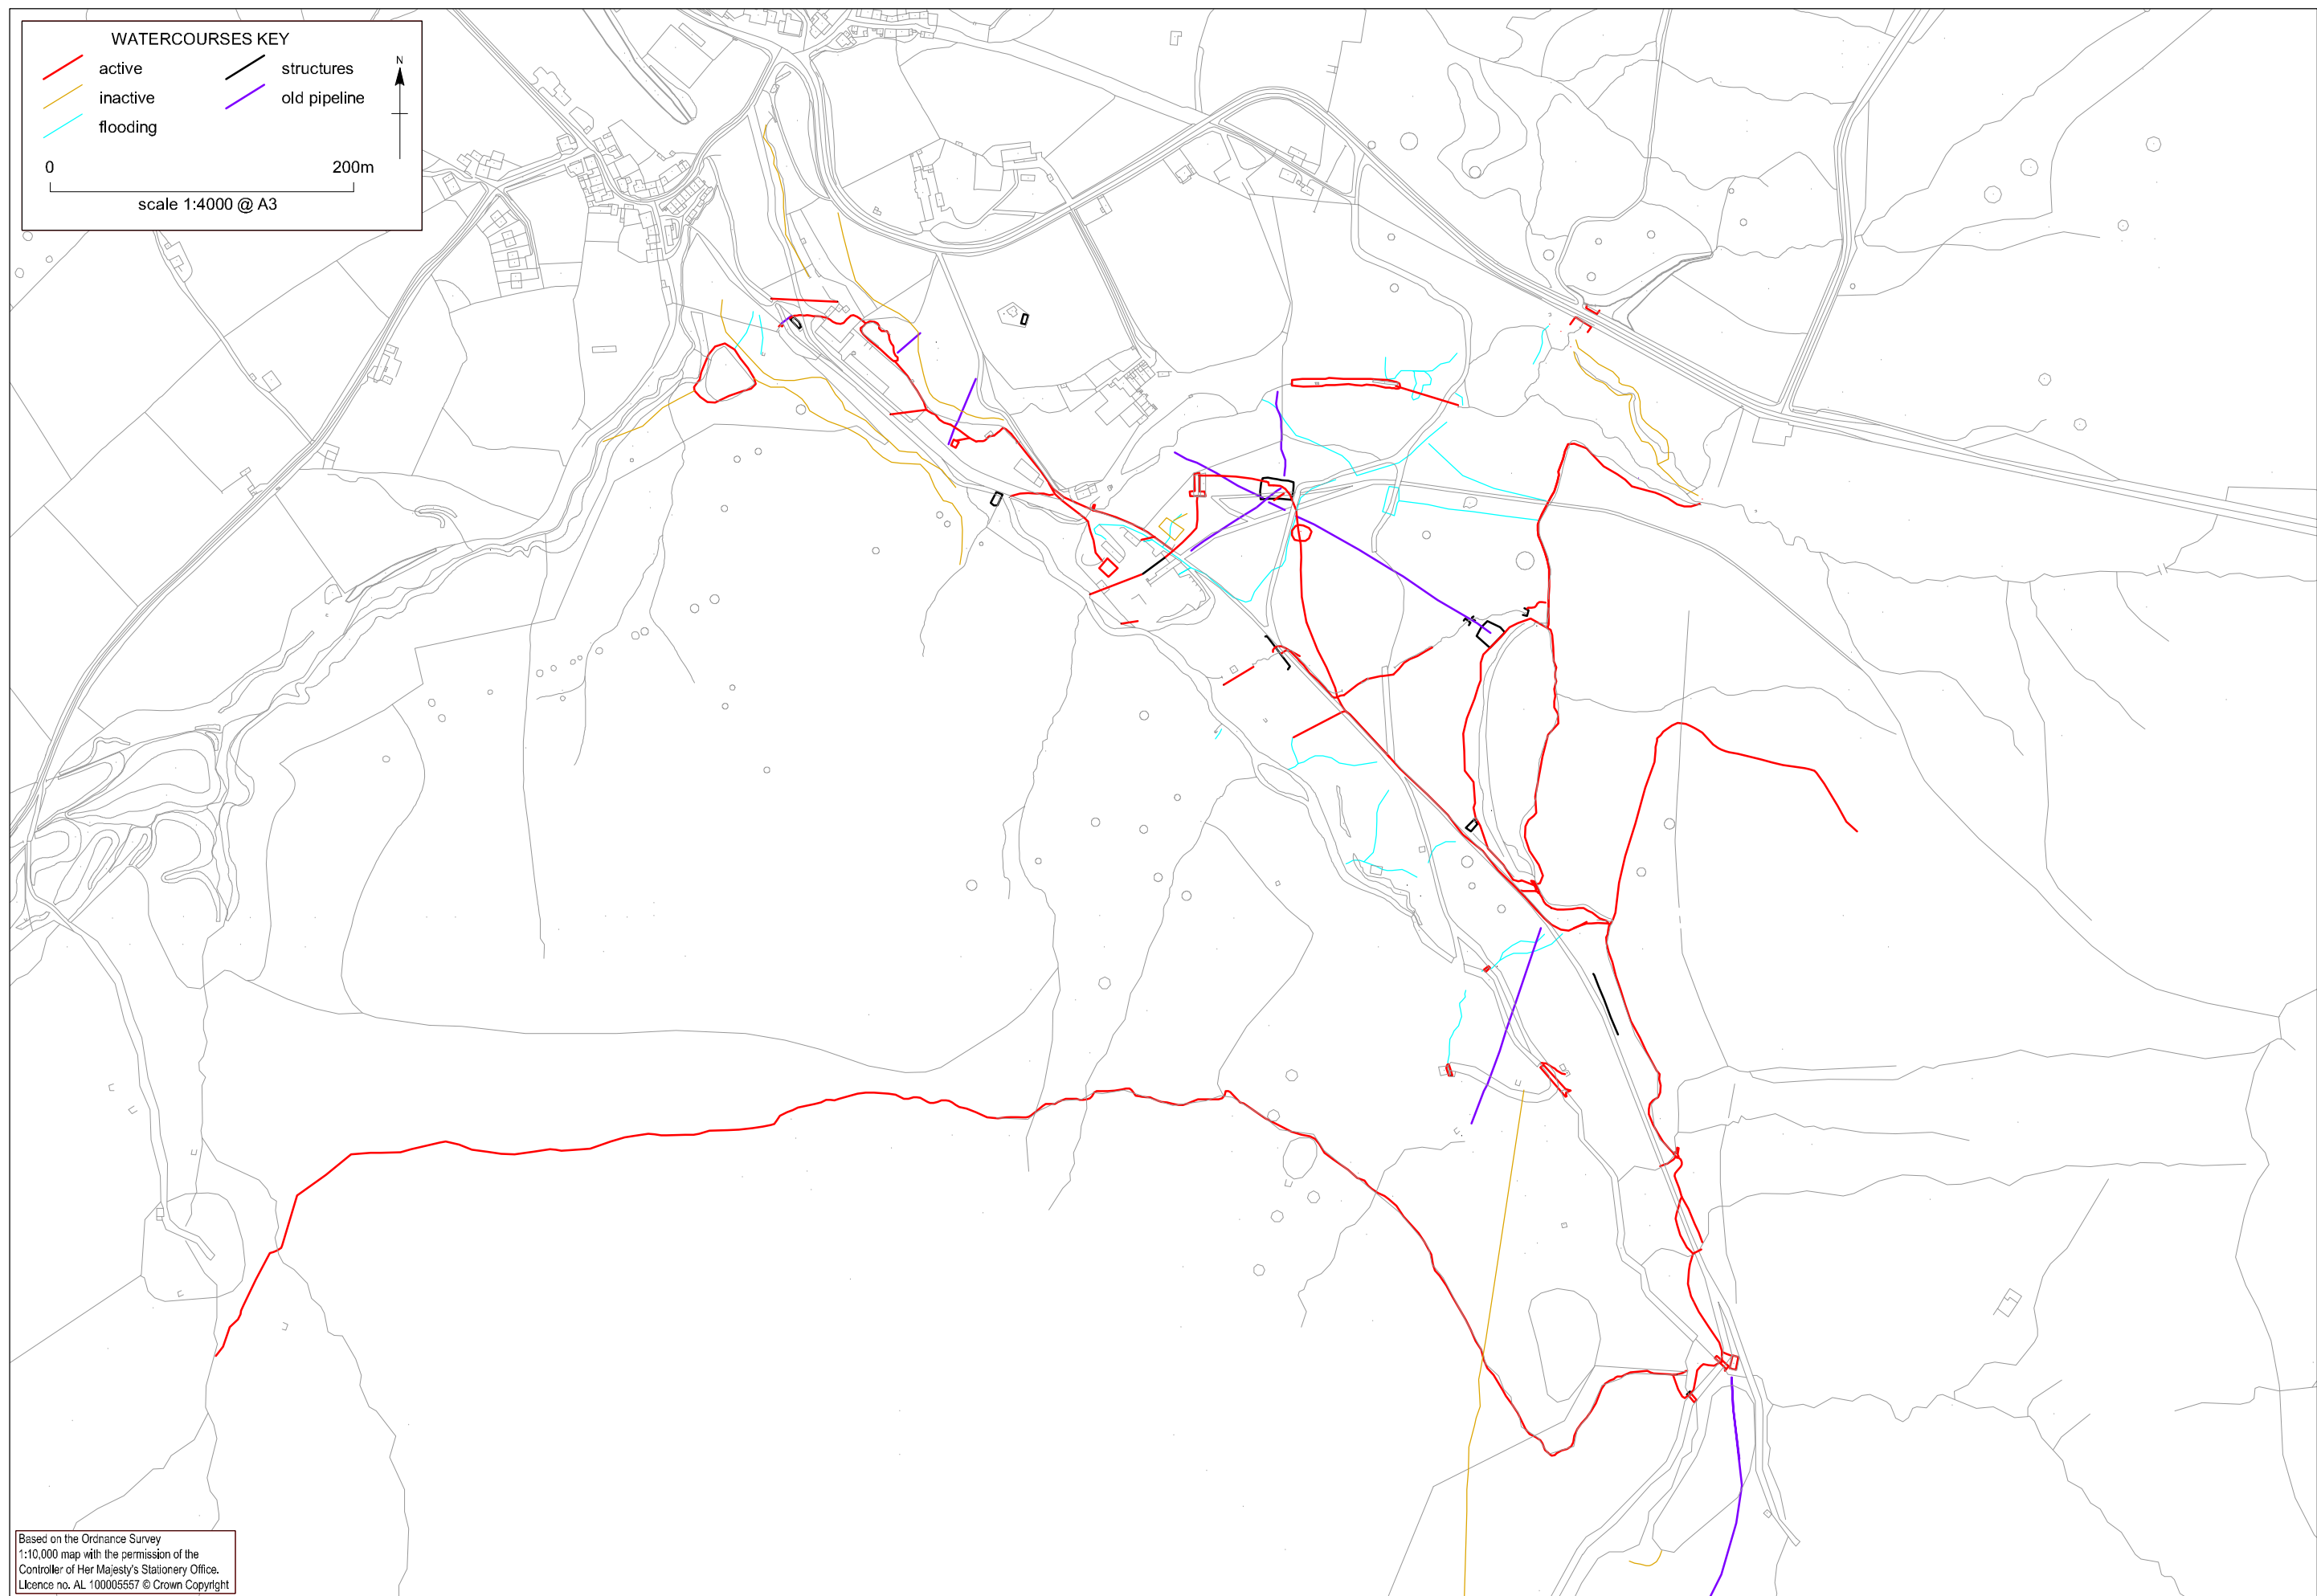 WATERCOURSES KEY
active
structures
N
inactive
old pipeline
flooding
0
200m
scale 1:4000 @ A3
Based on the Ordnance Survey
1:10,000 map with the permission of the
Controller of Her Majesty's Stationery Office.
Licence no. AL 100005557 © Crown Copyright